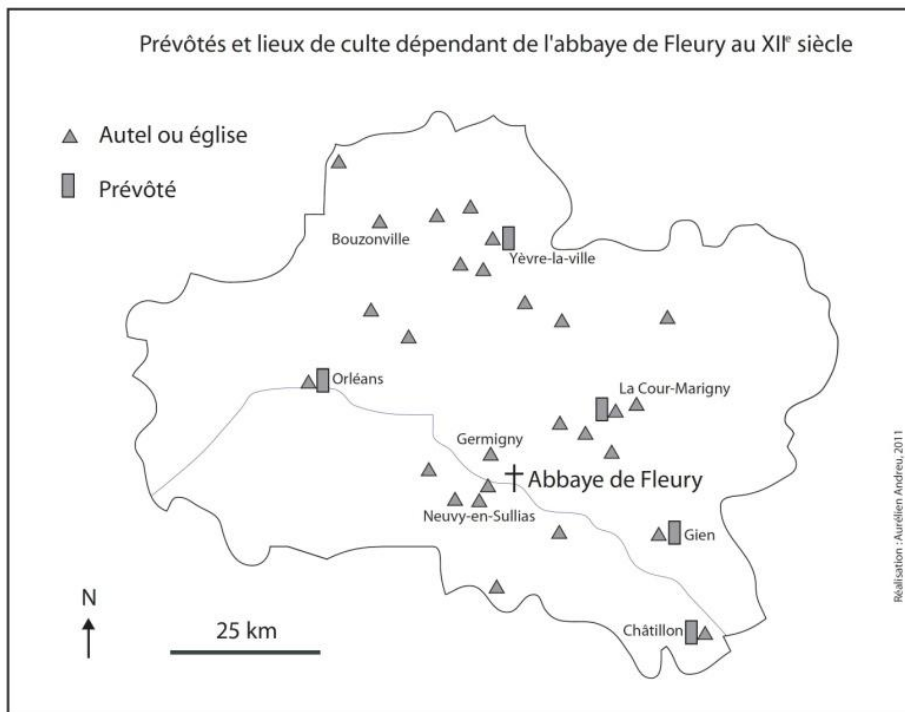 Prévôtés et lieux de culte dépendant de l'abbaye de Fleury au XIIe siècle
Autel ou église
Prévôté
Bouzonville
Yèvre-la-ville
Orléans
La Cour-Marigny
Germigny
Abbaye de Fleury
Neuvy-en-Sullias
Gien
Châtillon
N
25 km
Réalisation : Aurélien Andreu, 2011